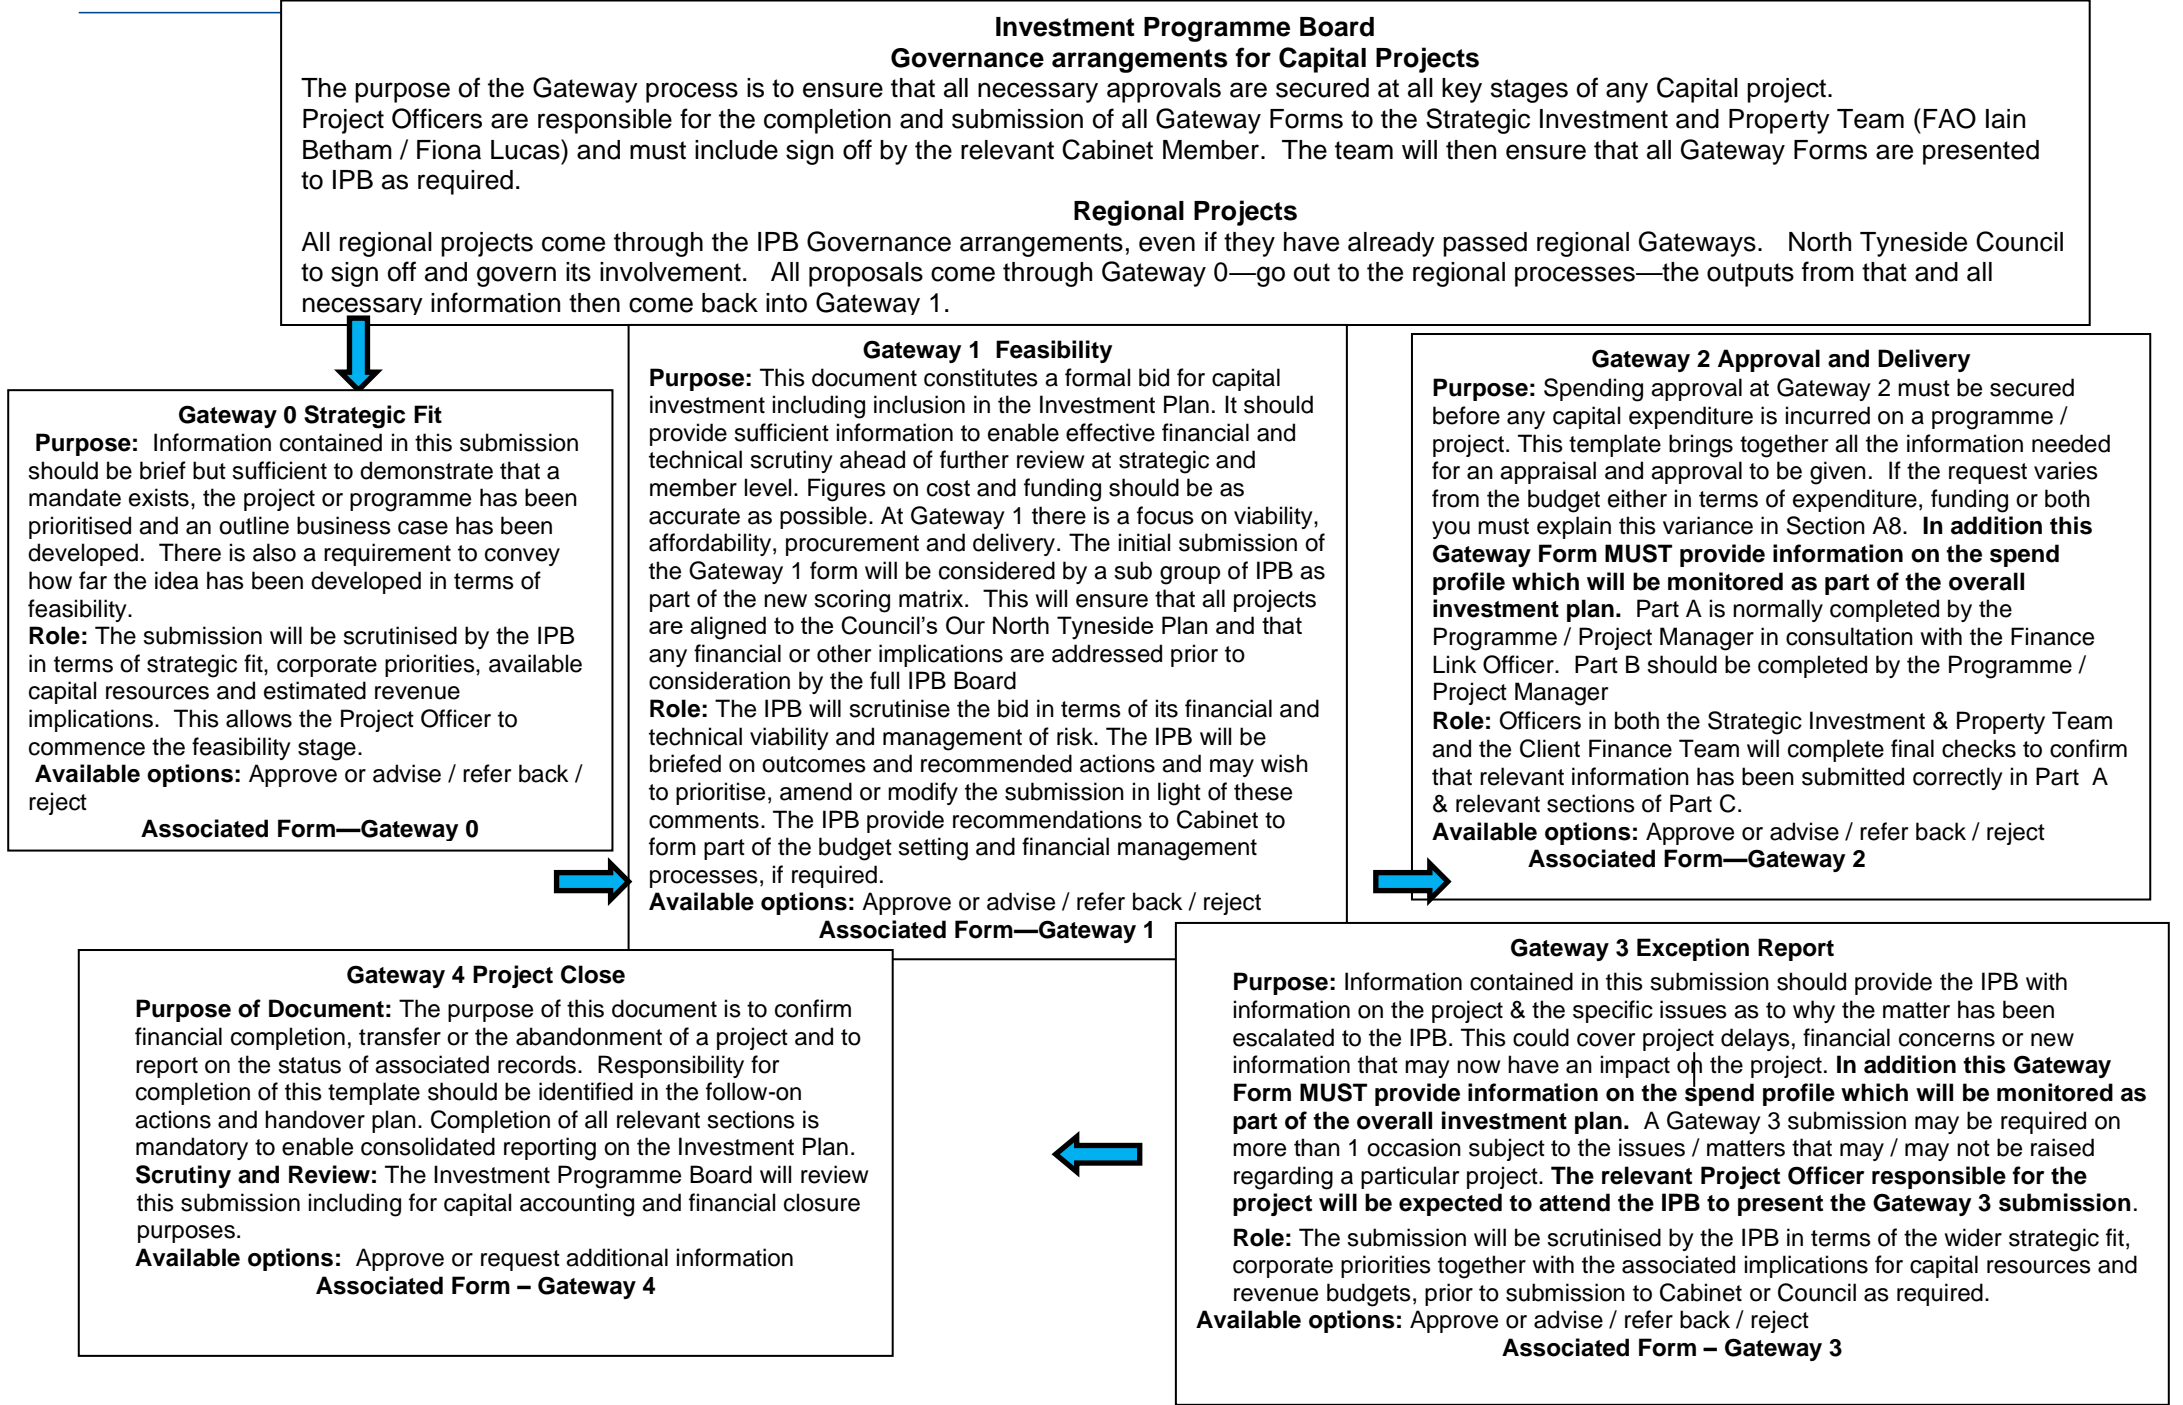 Investment Programme Board
Governance arrangements for Capital Projects
The purpose of the Gateway process is to ensure that all necessary approvals are secured at all key stages of any Capital project.
Project Officers are responsible for the completion and submission of all Gateway Forms to the Strategic Investment and Property Team (FAO Iain
Betham / Fiona Lucas) and must include sign off by the relevant Cabinet Member.  The team will then ensure that all Gateway Forms are presented
to IPB as required.
Regional Projects
All regional projects come through the IPB Governance arrangements, even if they have already passed regional Gateways.   North Tyneside Council
to sign off and govern its involvement.   All proposals come through Gateway 0—go out to the regional processes—the outputs from that and all
necessary information then come back into Gateway 1.
Gateway 0 Strategic Fit
Purpose:  Information contained in this submission
should be brief but sufficient to demonstrate that a
mandate exists, the project or programme has been
prioritised and an outline business case has been
developed.  There is also a requirement to convey
how far the idea has been developed in terms of
feasibility.
Role: The submission will be scrutinised by the IPB
in terms of strategic fit, corporate priorities, available
capital resources and estimated revenue
implications.  This allows the Project Officer to
commence the feasibility stage.
Available options: Approve or advise / refer back /
reject
Associated Form—Gateway 0
Gateway 1  Feasibility
Purpose: This document constitutes a formal bid for capital
investment including inclusion in the Investment Plan. It should
provide sufficient information to enable effective financial and
technical scrutiny ahead of further review at strategic and
member level. Figures on cost and funding should be as
accurate as possible. At Gateway 1 there is a focus on viability,
affordability, procurement and delivery. The initial submission of
the Gateway 1 form will be considered by a sub group of IPB as
part of the new scoring matrix.  This will ensure that all projects
are aligned to the Council's Our North Tyneside Plan and that
any financial or other implications are addressed prior to
consideration by the full IPB Board
Role: The IPB will scrutinise the bid in terms of its financial and
technical viability and management of risk. The IPB will be
briefed on outcomes and recommended actions and may wish
to prioritise, amend or modify the submission in light of these
comments. The IPB provide recommendations to Cabinet to
form part of the budget setting and financial management
processes, if required.
Available options: Approve or advise / refer back / reject
Associated Form—Gateway 1
Gateway 2 Approval and Delivery
Purpose: Spending approval at Gateway 2 must be secured
before any capital expenditure is incurred on a programme /
project. This template brings together all the information needed
for an appraisal and approval to be given.  If the request varies
from the budget either in terms of expenditure, funding or both
you must explain this variance in Section A8.  In addition this
Gateway Form MUST provide information on the spend
profile which will be monitored as part of the overall
investment plan.  Part A is normally completed by the
Programme / Project Manager in consultation with the Finance
Link Officer.  Part B should be completed by the Programme /
Project Manager
Role: Officers in both the Strategic Investment & Property Team
and the Client Finance Team will complete final checks to confirm
that relevant information has been submitted correctly in Part  A
& relevant sections of Part C.
Available options: Approve or advise / refer back / reject
Associated Form—Gateway 2
Gateway 3 Exception Report
Purpose: Information contained in this submission should provide the IPB with
information on the project & the specific issues as to why the matter has been
escalated to the IPB. This could cover project delays, financial concerns or new
information that may now have an impact on the project. In addition this Gateway
Form MUST provide information on the spend profile which will be monitored as
part of the overall investment plan.  A Gateway 3 submission may be required on
more than 1 occasion subject to the issues / matters that may / may not be raised
regarding a particular project. The relevant Project Officer responsible for the
project will be expected to attend the IPB to present the Gateway 3 submission.
Role: The submission will be scrutinised by the IPB in terms of the wider strategic fit,
corporate priorities together with the associated implications for capital resources and
revenue budgets, prior to submission to Cabinet or Council as required.
Available options: Approve or advise / refer back / reject
Associated Form – Gateway 3
Gateway 4 Project Close
Purpose of Document: The purpose of this document is to confirm
financial completion, transfer or the abandonment of a project and to
report on the status of associated records.  Responsibility for
completion of this template should be identified in the follow-on
actions and handover plan. Completion of all relevant sections is
mandatory to enable consolidated reporting on the Investment Plan.
Scrutiny and Review: The Investment Programme Board will review
this submission including for capital accounting and financial closure
purposes.
Available options:  Approve or request additional information
Associated Form – Gateway 4